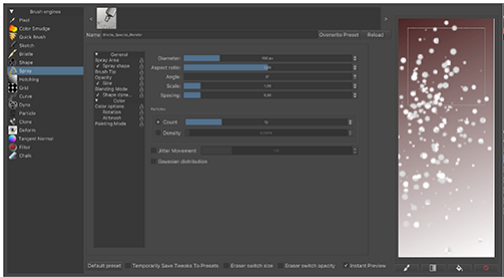 Brush engines
Pixel
Color Smudge
Quick Brush
Sketch
Bristle
Shape
Spray
Hatching
Grid
Curve
Dyna
Particle
Clone
Deform
Tangent Normal
Filter
Chalk
Name:
Overwrite Preset
Reload
General
Spray Area
Spray shape
Brush Tip
Opacity
Size
Blending Mode
Shape dyna...
Color
Color options
Rotation
Airbrush
Painting Mode
Diameter:
Aspect ratio:
Angle:
Scale:
Spacing:
Particles
Count
Density
Jitter Movement
Gaussian distribution
Default preset
Temporarily Save Tweaks To Presets
Eraser switch size
Eraser switch opacity
Instant Preview